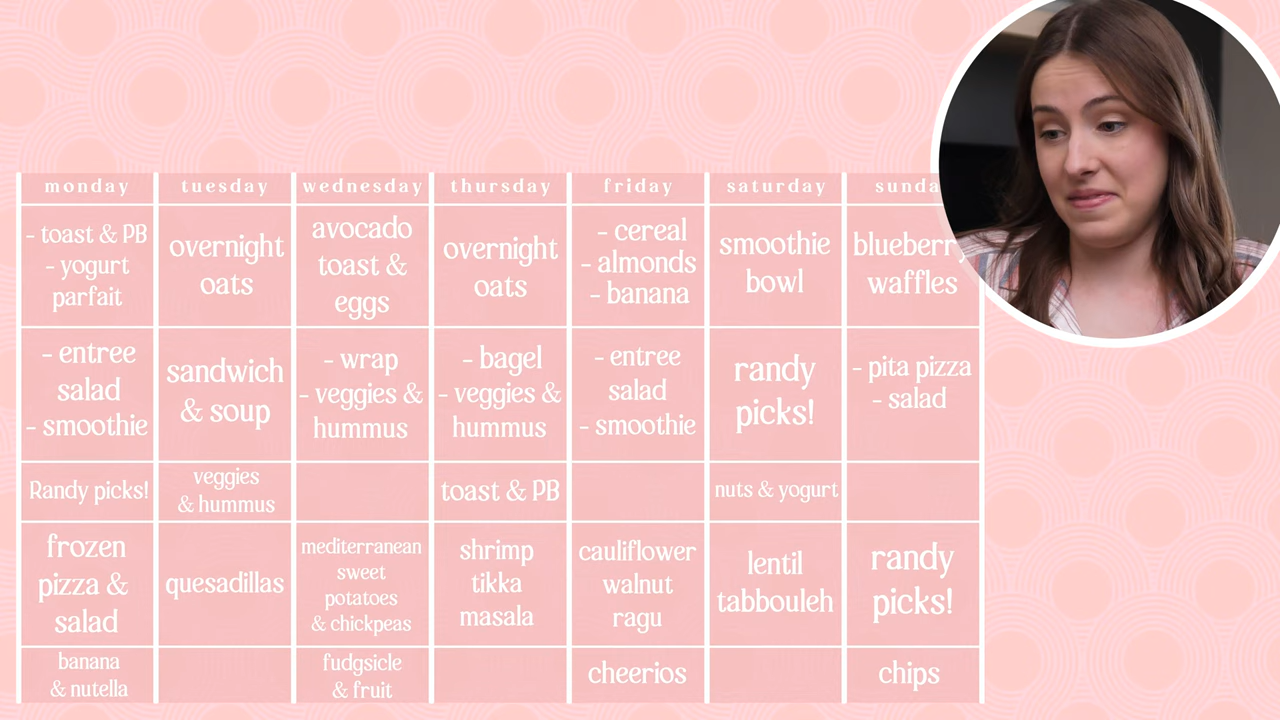 monday tuesday wednesday thursday friday saturday sunda
- toast & PB
- yogurt
parfait
overnight
oats
avocado
toast &
eggs
overnight
oats
- cereal
- almonds
- banana
smoothie
bowl
blueberry
waffles
- entree
salad
- smoothie
sandwich
& soup
- wrap
- veggies &
hummus
- bagel
- veggies &
hummus
- entree
salad
- smoothie
randy
picks!
- pita pizza
- salad
Randy picks!
veggies
& hummus
toast & PB
nuts & yogurt
frozen
pizza &
salad
quesadillas
mediterranean
sweet
potatoes
& chickpeas
shrimp
tikka
masala
cauliflower
walnut
ragu
lentil
tabbouleh
randy
picks!
banana
& nutella
fudgsicle
& fruit
cheerios
chips